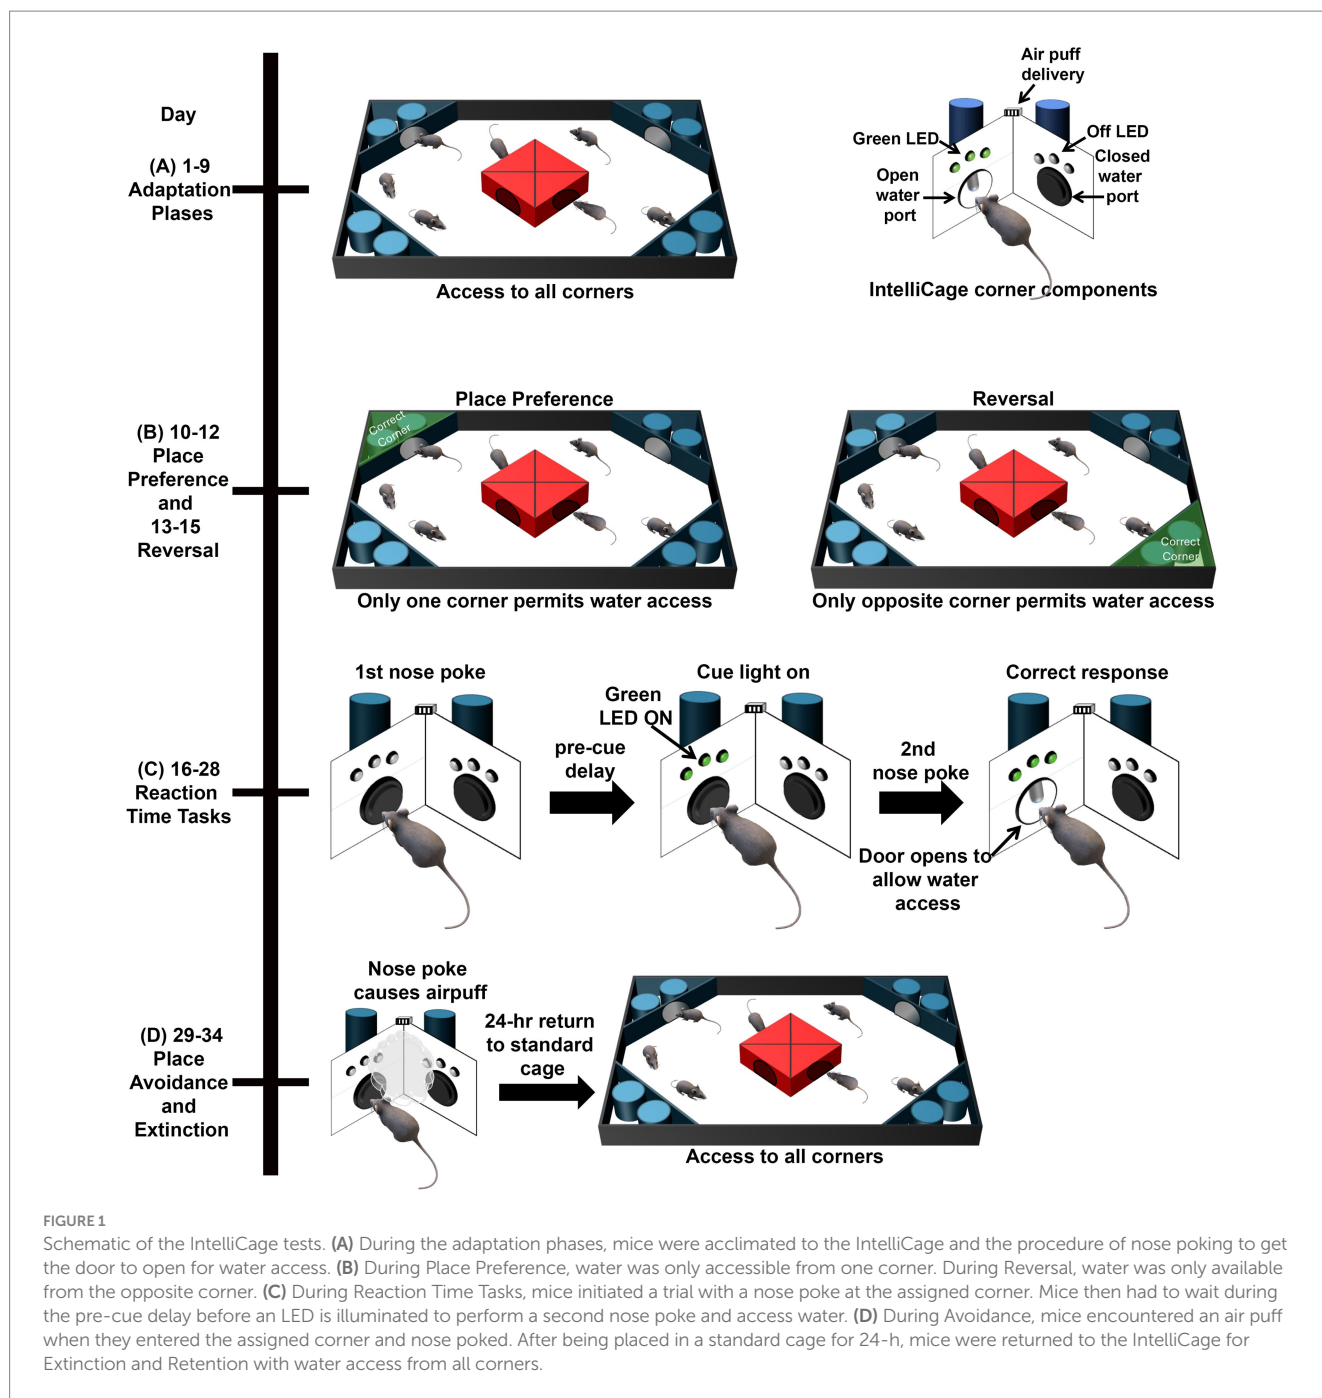 Day
(A) 1-9
Adaptation
Plases
Access to all corners
Air puff
delivery
Green LED
Off LED
Open
water
port
Closed
water
port
IntelliCage corner components
(B) 10-12
Place
Preference
and
13-15
Reversal
Place Preference
Correct
Corner
Only one corner permits water access
Reversal
Correct
Corner
Only opposite corner permits water access
(C) 16-28
Reaction
Time Tasks
1st nose poke
pre-cue
delay
Cue light on
Green
LED ON
2nd
nose poke
Correct response
Door opens to
allow water
access
(D) 29-34
Place
Avoidance
and
Extinction
Nose poke
causes airpuff
24-hr return
to standard
cage
Access to all corners
FIGURE 1
Schematic of the IntelliCage tests. (A) During the adaptation phases, mice were acclimated to the IntelliCage and the procedure of nose poking to get
the door to open for water access. (B) During Place Preference, water was only accessible from one corner. During Reversal, water was only available
from the opposite corner. (C) During Reaction Time Tasks, mice initiated a trial with a nose poke at the assigned corner. Mice then had to wait during
the pre-cue delay before an LED is illuminated to perform a second nose poke and access water. (D) During Avoidance, mice encountered an air puff
when they entered the assigned corner and nose poked. After being placed in a standard cage for 24-h, mice were returned to the IntelliCage for
Extinction and Retention with water access from all corners.